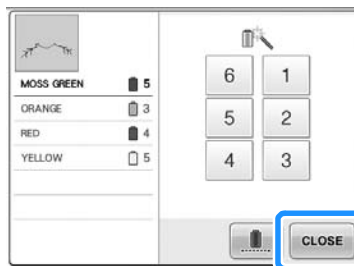 MOSS GREEN 5
ORANGE 3
RED 4
YELLOW 5
6 1
5 2
4 3
CLOSE